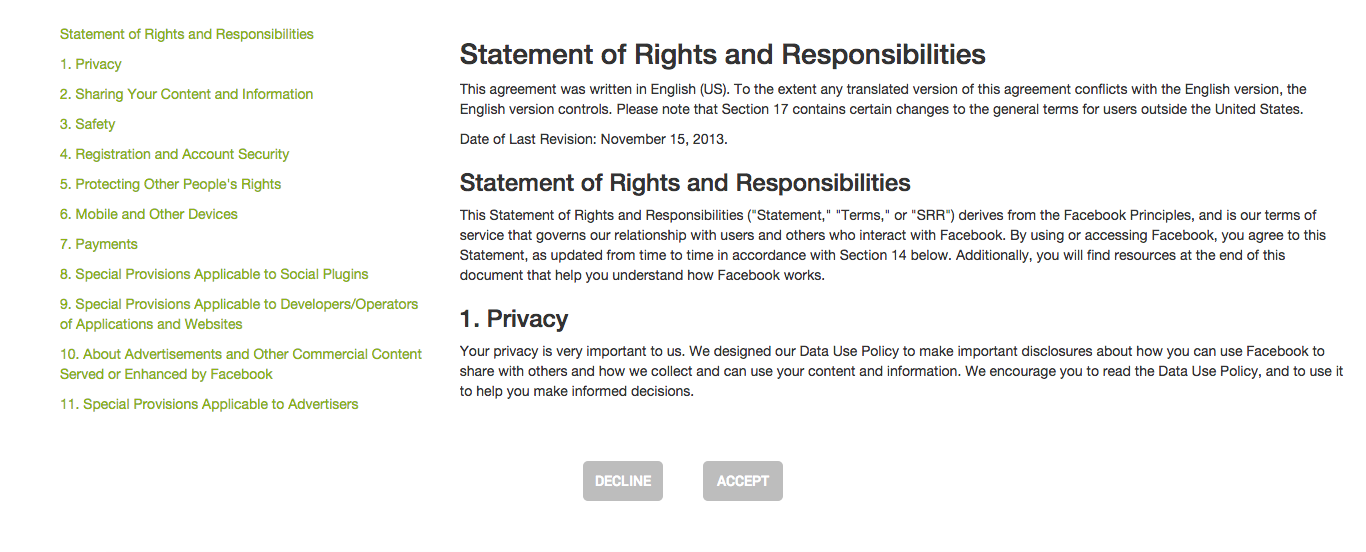 Statement of Rights and Responsibilities
1. Privacy
2. Sharing Your Content and Information
3. Safety
4. Registration and Account Security
5. Protecting Other People's Rights
6. Mobile and Other Devices
7. Payments
8. Special Provisions Applicable to Social Plugins
9. Special Provisions Applicable to Developers/Operators
of Applications and Websites
10. About Advertisements and Other Commercial Content
Served or Enhanced by Facebook
11. Special Provisions Applicable to Advertisers
Statement of Rights and Responsibilities
This agreement was written in English (US). To the extent any translated version of this agreement conflicts with the English version, the
English version controls. Please note that Section 17 contains certain changes to the general terms for users outside the United States.
Date of Last Revision: November 15, 2013.
Statement of Rights and Responsibilities
This Statement of Rights and Responsibilities ("Statement," "Terms," or "SRR") derives from the Facebook Principles, and is our terms of
service that governs our relationship with users and others who interact with Facebook. By using or accessing Facebook, you agree to this
Statement, as updated from time to time in accordance with Section 14 below. Additionally, you will find resources at the end of this
document that help you understand how Facebook works.
1. Privacy
Your privacy is very important to us. We designed our Data Use Policy to make important disclosures about how you can use Facebook to
share with others and how we collect and can use your content and information. We encourage you to read the Data Use Policy, and to use it
to help you make informed decisions.
DECLINE
ACCEPT